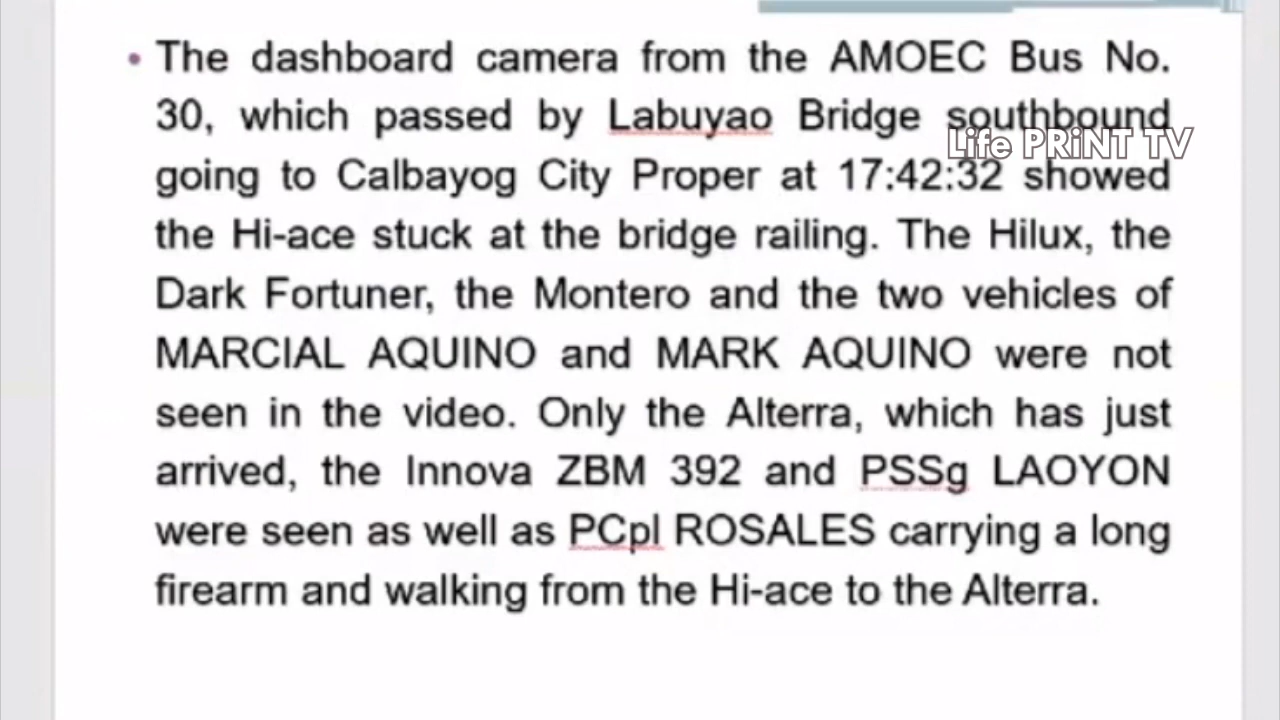 • The dashboard camera from the AMOEC Bus No.
30, which passed by Labuyao Bridge southbound
Life PRiNT TV
going to Calbayog City Proper at 17:42:32 showed
the Hi-ace stuck at the bridge railing. The Hilux, the
Dark Fortuner, the Montero and the two vehicles of
MARCIAL AQUINO and MARK AQUINO were not
seen in the video. Only the Alterra, which has just
arrived, the Innova ZBM 392 and PSSg LAOYON
were seen as well as PCpl ROSALES carrying a long
firearm and walking from the Hi-ace to the Alterra.